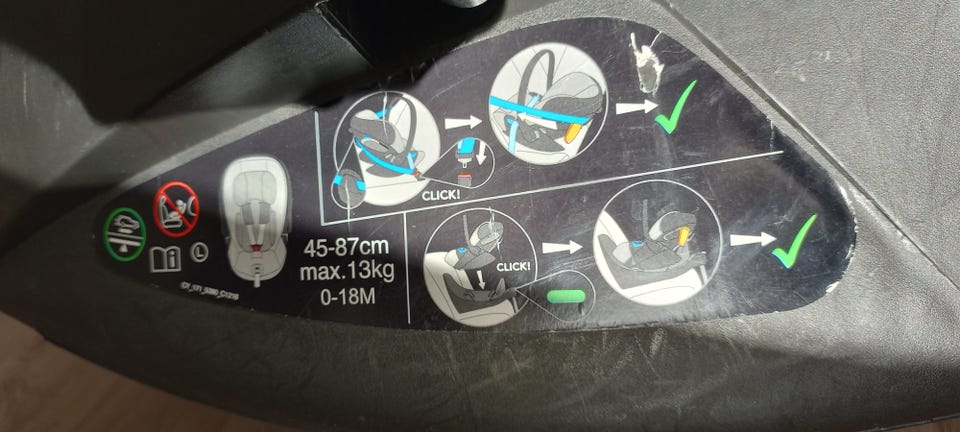 CLICK!
CLICK!
45-87cm
max.13kg
0-18M
L